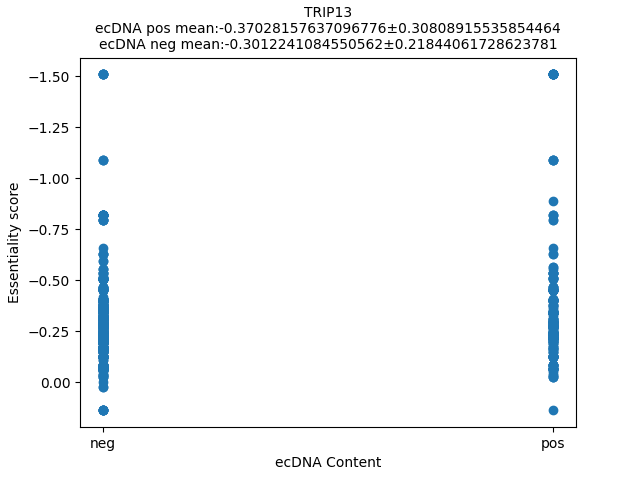 TRIP13
ecDNA pos mean:-0.37028157637096776±0.30808915535854464
ecDNA neg mean:-0.3012241084550562±0.21844061728623781
−1.50
−1.25
−1.00
−0.75
−0.50
−0.25
0.00
Essentiality score
neg
pos
ecDNA Content